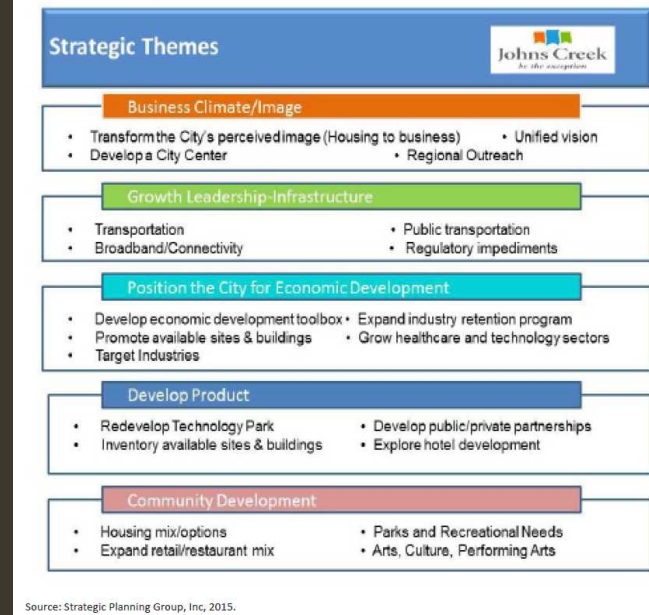 Strategic Themes
Johns Creek
be the exception
Business Climate/Image
• Transform the City's perceived image (Housing to business) • Unified vision
• Develop a City Center • Regional Outreach
Growth Leadership-Infrastructure
• Transportation • Public transportation
• Broadband/Connectivity • Regulatory impediments
Position the City for Economic Development
• Develop economic development toolbox • Expand industry retention program
• Promote available sites & buildings • Grow healthcare and technology sectors
• Target Industries
Develop Product
• Redevelop Technology Park • Develop public/private partnerships
• Inventory available sites & buildings • Explore hotel development
Community Development
• Housing mix/options • Parks and Recreational Needs
• Expand retail/restaurant mix • Arts, Culture, Performing Arts
Source: Strategic Planning Group, Inc, 2015.